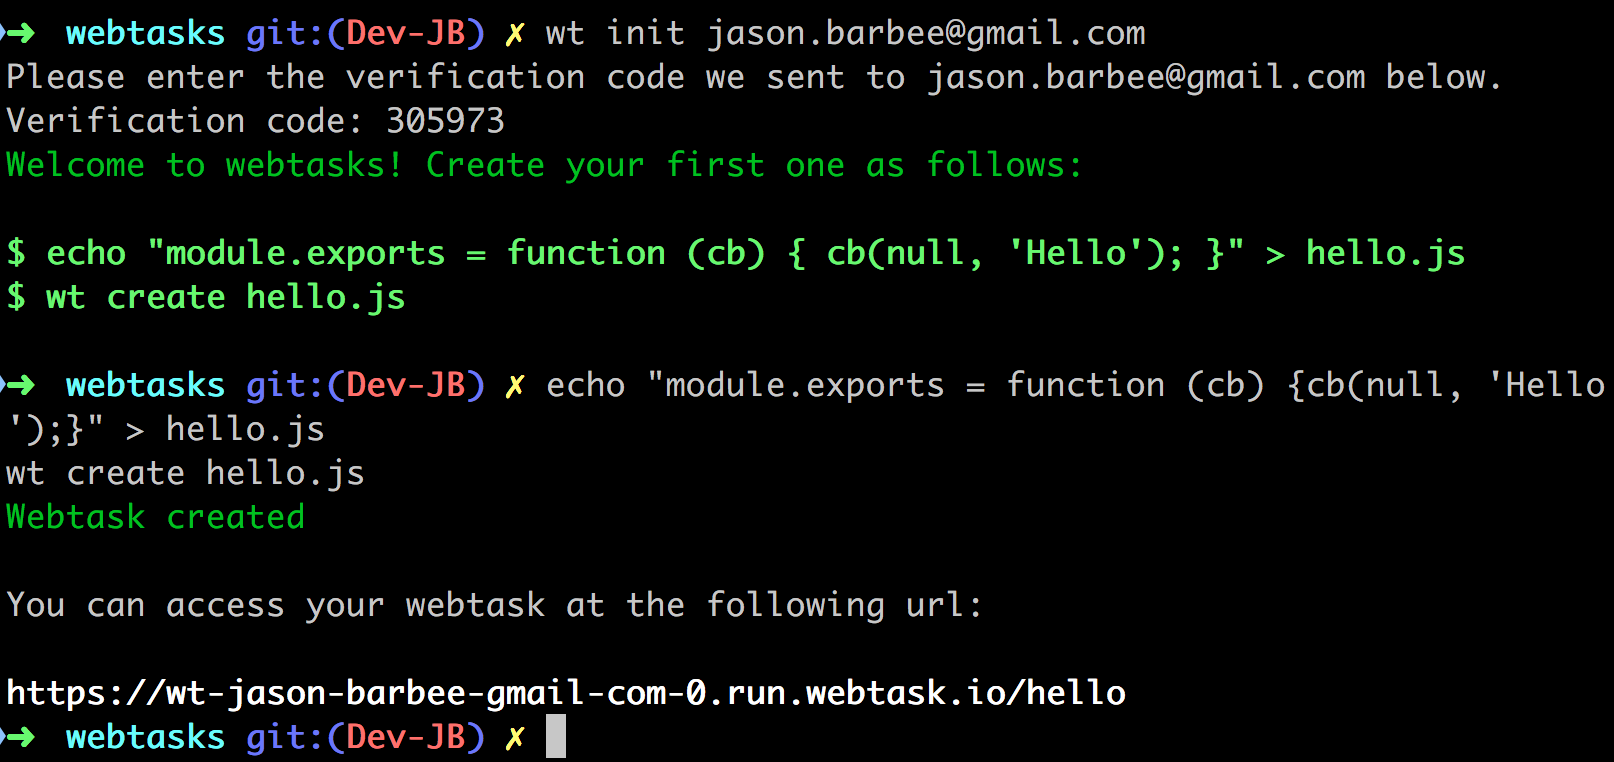 ➜ webtasks git:(Dev-JB) ✗ wt init jason.barbee@gmail.com
Please enter the verification code we sent to jason.barbee@gmail.com below.
Verification code: 305973
Welcome to webtasks! Create your first one as follows:
$ echo "module.exports = function (cb) { cb(null, 'Hello'); }" > hello.js
$ wt create hello.js
➜ webtasks git:(Dev-JB) ✗ echo "module.exports = function (cb) {cb(null, 'Hello
');}" > hello.js
wt create hello.js
Webtask created
You can access your webtask at the following url:
https://wt-jason-barbee-gmail-com-0.run.webtask.io/hello
➜ webtasks git:(Dev-JB) ✗